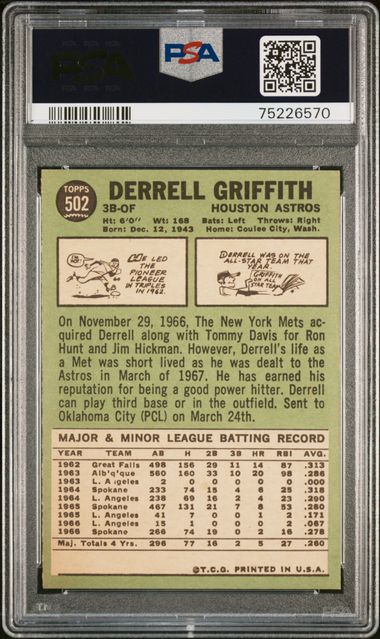 PSA
75226570
TOPPS
502
DERRELL GRIFFITH
3B-OF HOUSTON ASTROS
Ht: 6'0" Wt: 168 Bats: Left Throws: Right
Born: Dec. 12, 1943 Home: Coulee City, Wash.
HE LED
THE
PIONEER
LEAGUE
IN TRIPLES
IN 1962.
DERRELL WAS ON THE
ALL-STAR TEAM THAT
YEAR.
GRIFFITH
ON ALL
STAR TEAM
On November 29, 1966, The New York Mets ac-
quired Derrell along with Tommy Davis for Ron
Hunt and Jim Hickman. However, Derrell's life as
a Met was short lived as he was dealt to the
Astros in March of 1967. He has earned his
reputation for being a good power hitter. Derrell
can play third base or in the outfield. Sent to
Oklahoma City (PCL) on March 24th.
MAJOR & MINOR LEAGUE BATTING RECORD
YEAR TEAM AB H 2B 3B HR RBI AVG.
1962 Great Falls 498 156 29 11 14 87 .313
1963 Alb'q'que 560 160 33 10 20 98 .286
1963 L. Angeles 2 0 0 0 0 0 .000
1964 Spokane 233 74 15 4 6 25 .318
1964 L. Angeles 238 69 16 2 4 23 .290
1965 Spokane 467 131 21 7 8 53 .280
1965 L. Angeles 41 7 0 0 1 2 .171
1966 L. Angeles 15 1 0 0 0 2 .067
1966 Spokane 266 74 19 0 2 16 .278
Maj. Totals 4 Yrs. 296 77 16 2 5 27 .260
©T.C.G. PRINTED IN U.S.A.